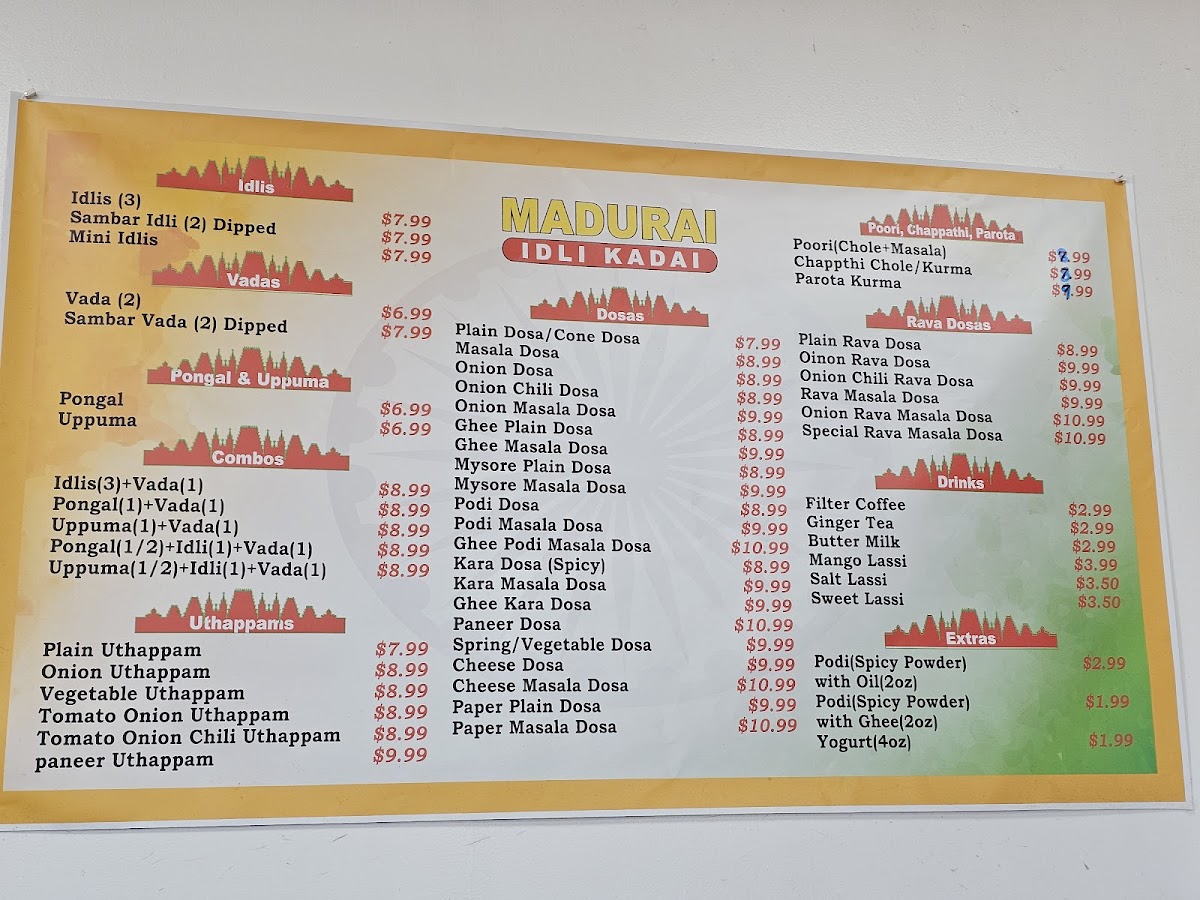 Idlis
Idlis (3) $7.99
Sambar Idli (2) Dipped $7.99
Mini Idlis $7.99
Vadas
Vada (2) $6.99
Sambar Vada (2) Dipped $7.99
Pongal & Uppuma
Pongal $6.99
Uppuma $6.99
Combos
Idlis(3)+Vada(1) $8.99
Pongal(1)+Vada(1) $8.99
Uppuma(1)+Vada(1) $8.99
Pongal(1/2)+Idli(1)+Vada(1) $8.99
Uppuma(1/2)+Idli(1)+Vada(1) $8.99
Uthappams
Plain Uthappam $7.99
Onion Uthappam $8.99
Vegetable Uthappam $8.99
Tomato Onion Uthappam $8.99
Tomato Onion Chili Uthappam $8.99
paneer Uthappam $9.99
MADURAI
IDLI KADAI
Dosas
Plain Dosa/Cone Dosa $7.99
Masala Dosa $8.99
Onion Dosa $8.99
Onion Chili Dosa $8.99
Onion Masala Dosa $9.99
Ghee Plain Dosa $8.99
Ghee Masala Dosa $9.99
Mysore Plain Dosa $8.99
Mysore Masala Dosa $9.99
Podi Dosa $8.99
Podi Masala Dosa $9.99
Ghee Podi Masala Dosa $10.99
Kara Dosa (Spicy) $8.99
Kara Masala Dosa $9.99
Ghee Kara Dosa $9.99
Paneer Dosa $10.99
Spring/Vegetable Dosa $9.99
Cheese Dosa $9.99
Cheese Masala Dosa $10.99
Paper Plain Dosa $9.99
Paper Masala Dosa $10.99
Poori, Chappathi, Parota
Poori(Chole+Masala)
Chappthi Chole/Kurma $7.99
Parota Kurma $9.99
Rava Dosas
Plain Rava Dosa $8.99
Oinon Rava Dosa $9.99
Onion Chili Rava Dosa $9.99
Rava Masala Dosa $9.99
Onion Rava Masala Dosa $10.99
Special Rava Masala Dosa $10.99
Drinks
Filter Coffee $2.99
Ginger Tea $2.99
Butter Milk $2.99
Mango Lassi $3.99
Salt Lassi $3.50
Sweet Lassi $3.50
Extras
Podi(Spicy Powder) $2.99
with Oil(2oz)
Podi(Spicy Powder) $1.99
with Ghee(2oz)
Yogurt(4oz) $1.99